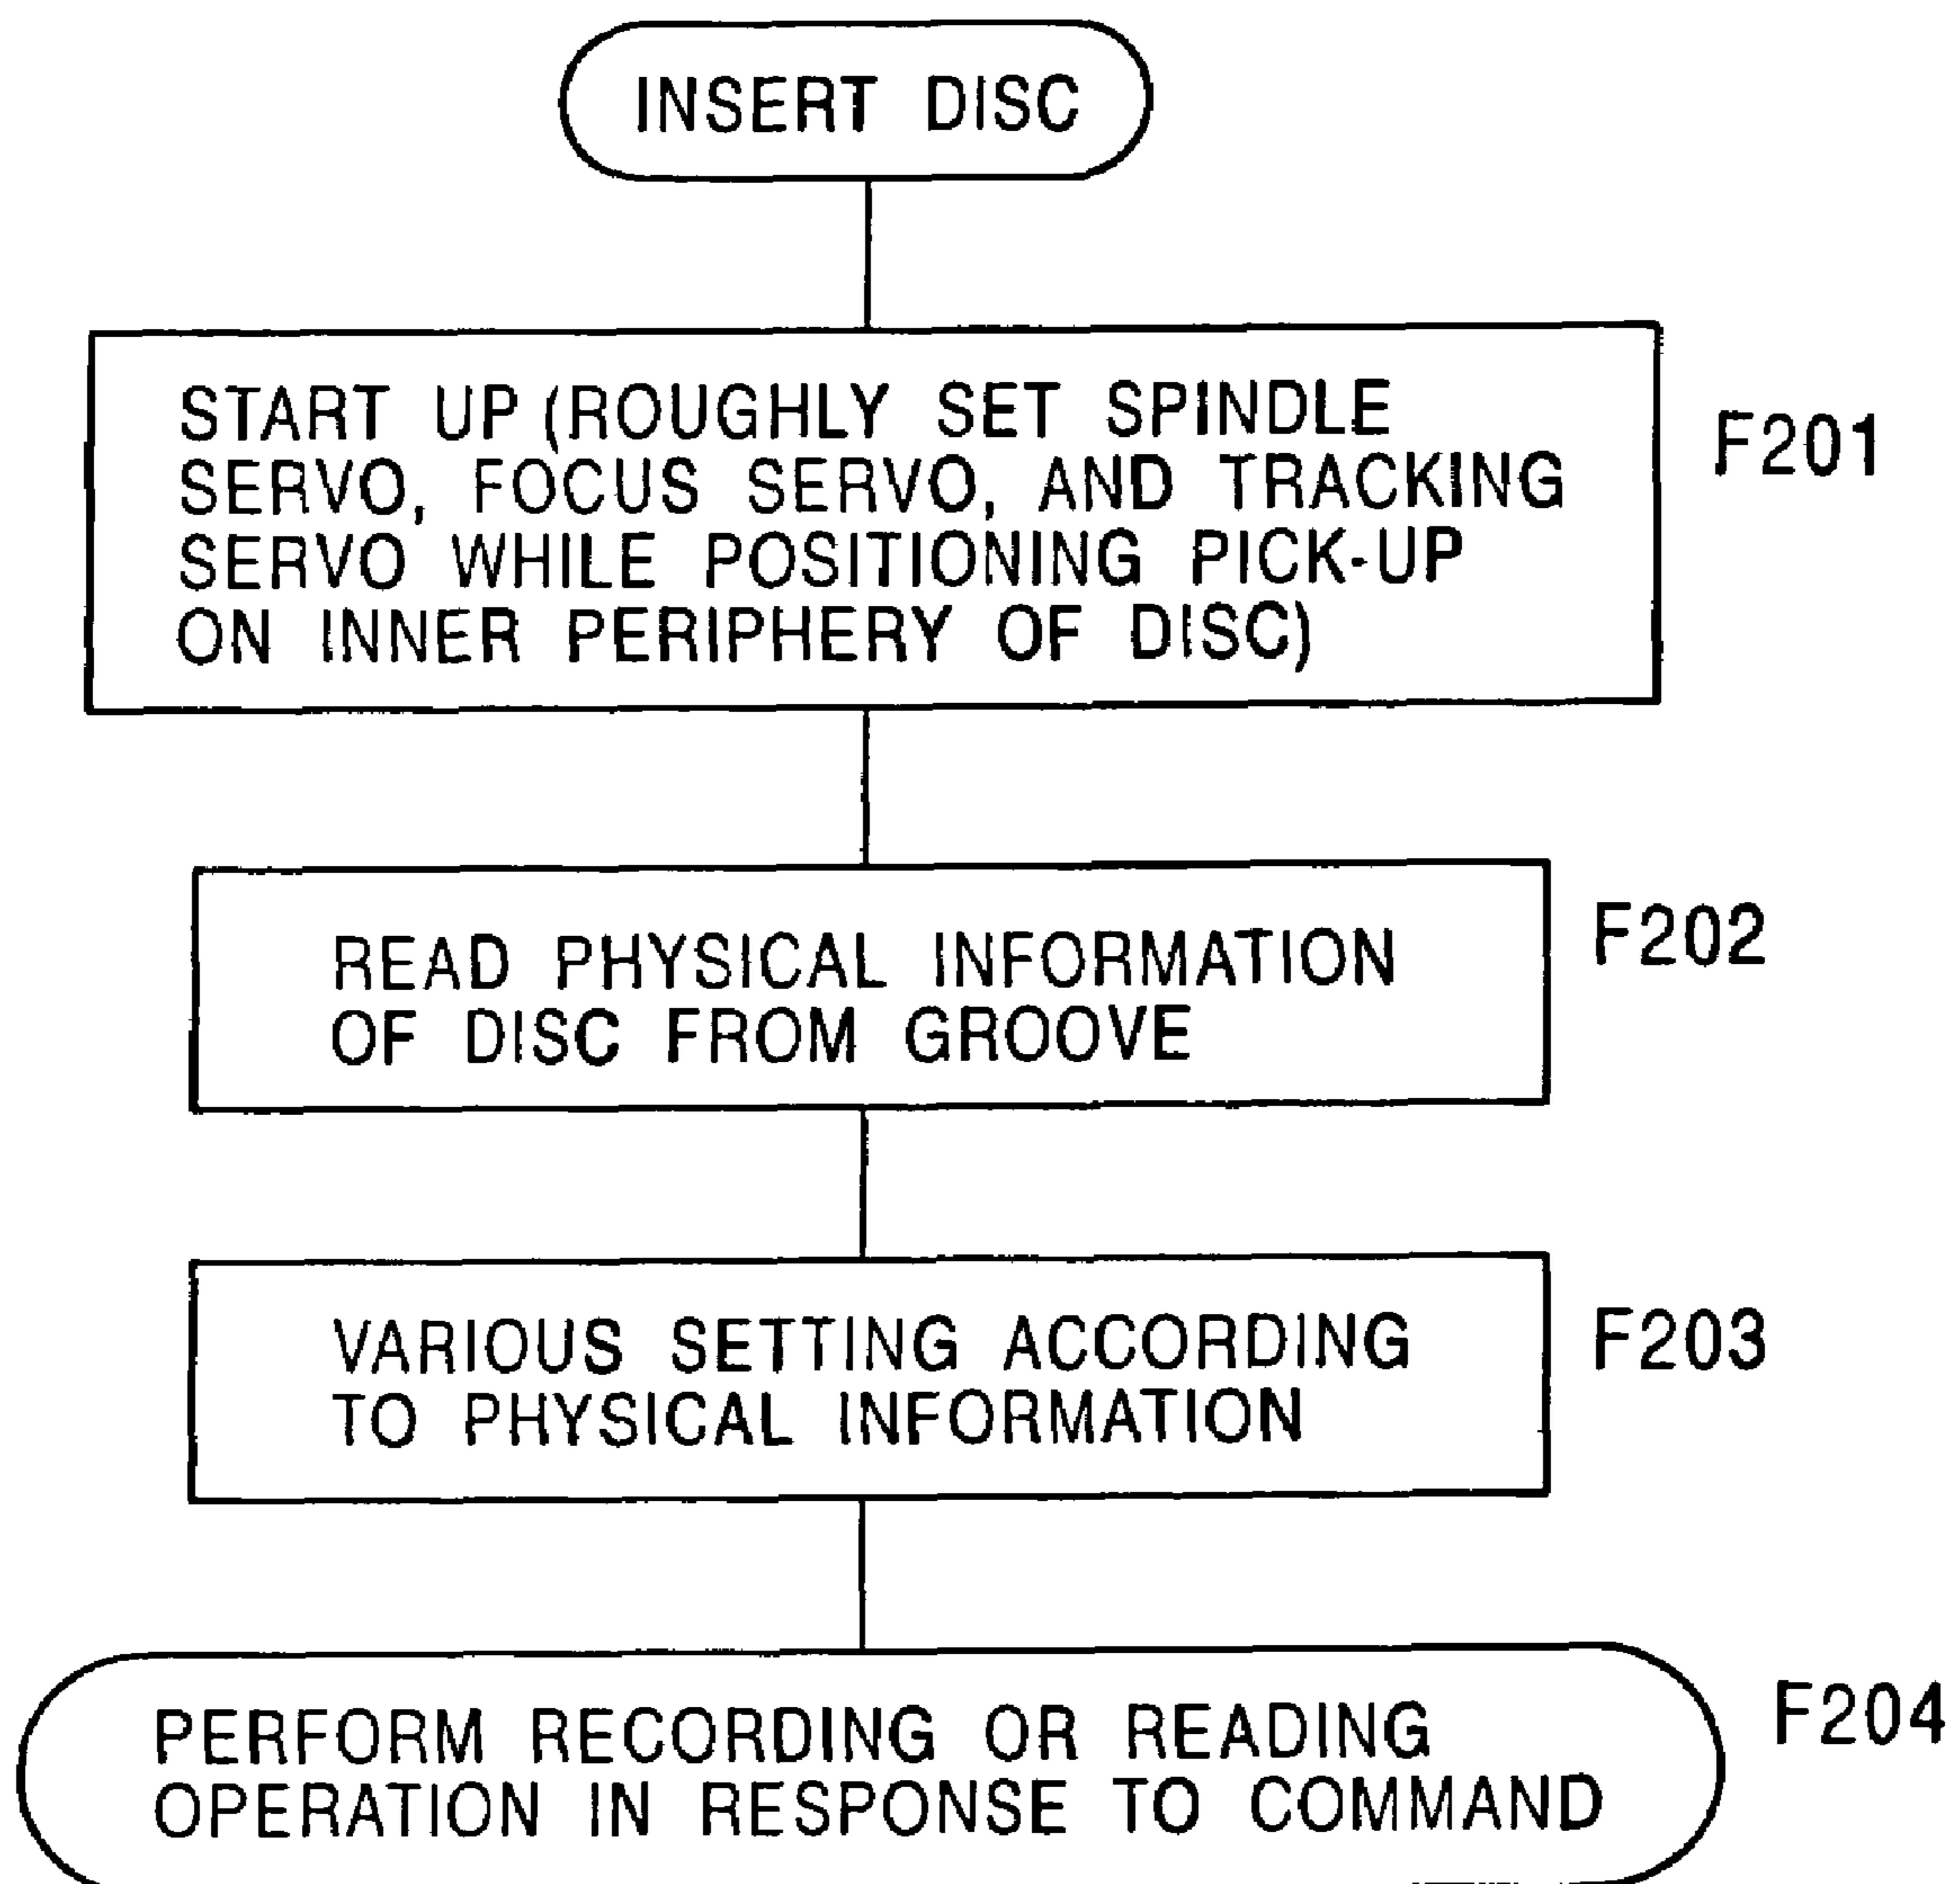 INSERT DISC
START UP (ROUGHLY SET SPINDLE
SERVO, FOCUS SERVO, AND TRACKING
SERVO WHILE POSITIONING PICK-UP
ON INNER PERIPHERY OF DISC)
F201
READ PHYSICAL INFORMATION
OF DISC FROM GROOVE
F202
VARIOUS SETTING ACCORDING
TO PHYSICAL INFORMATION
F203
PERFORM RECORDING OR READING
OPERATION IN RESPONSE TO COMMAND
F204